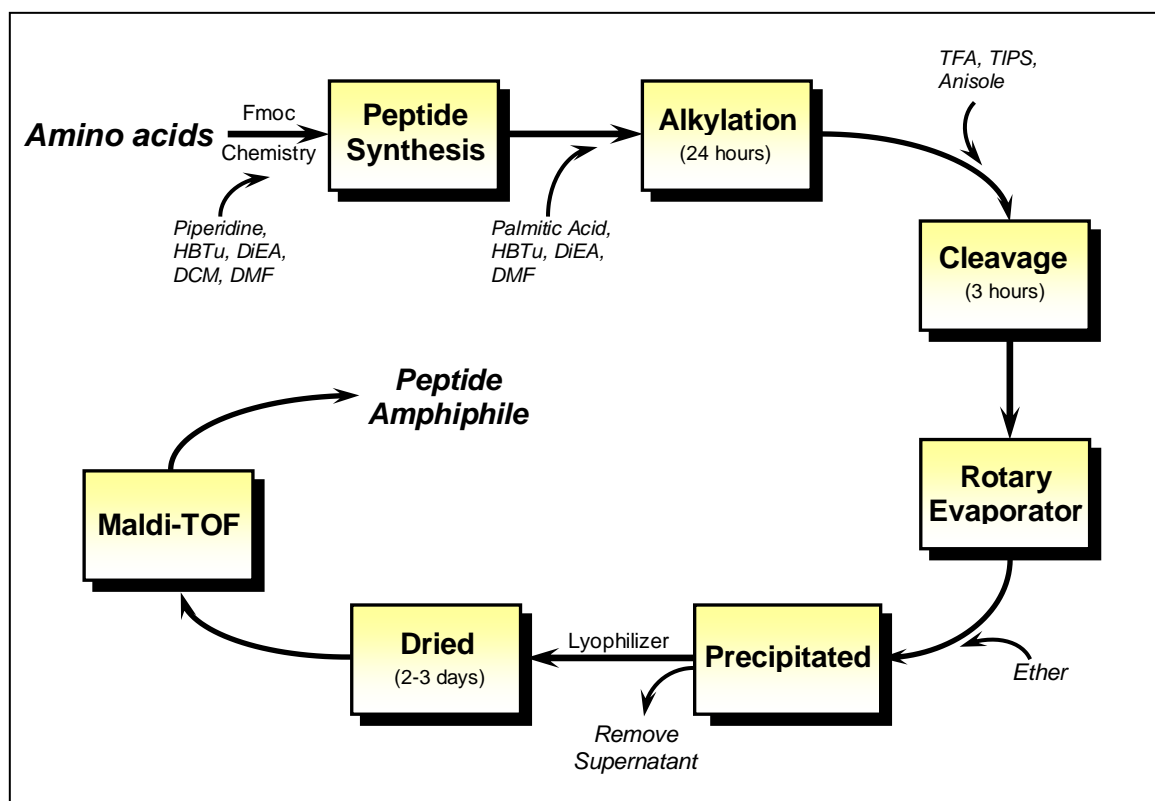 Amino acids
Fmoc
Chemistry
Piperidine,
HBTu, DiEA,
DCM, DMF
Peptide
Synthesis
Palmitic Acid,
HBTu, DiEA,
DMF
Alkylation
(24 hours)
TFA, TIPS,
Anisole
Cleavage
(3 hours)
Rotary
Evaporator
Ether
Precipitated
Remove
Supernatant
Lyophilizer
Dried
(2-3 days)
Maldi-TOF
Peptide
Amphiphile